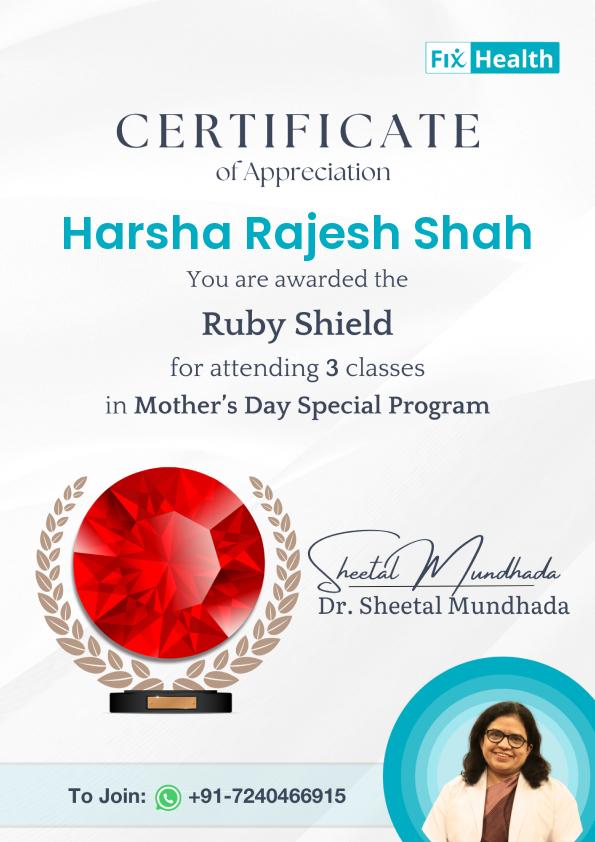 Fix Health
CERTIFICATE
of Appreciation
Harsha Rajesh Shah
You are awarded the
Ruby Shield
for attending 3 classes
in Mother’s Day Special Program
Sheetal Mundhada
Dr. Sheetal Mundhada
To Join: +91-7240466915